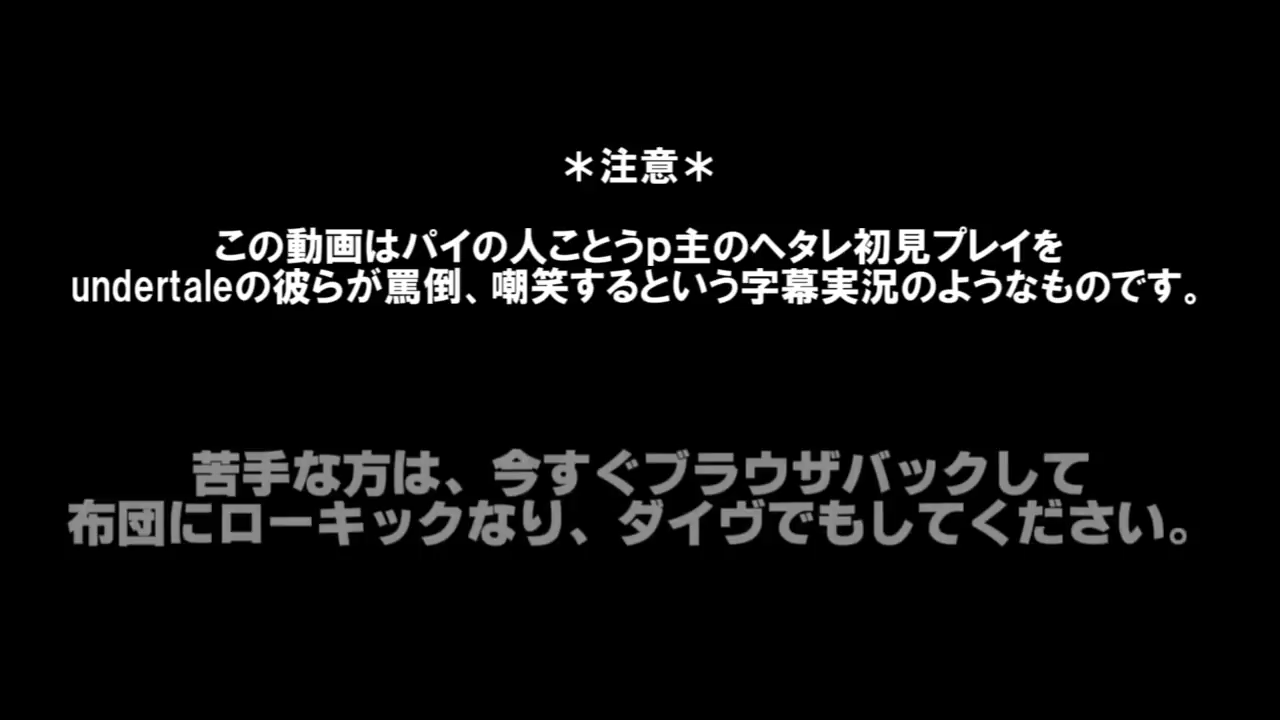 ＊注意＊
この動画はパイの人ことうp主のヘタレ初見プレイを
undertaleの彼らが罵倒、嘲笑するという字幕実況のようなものです。
苦手な方は、今すぐブラウザバックして
布団にローキックなり、ダイヴでもしてください。